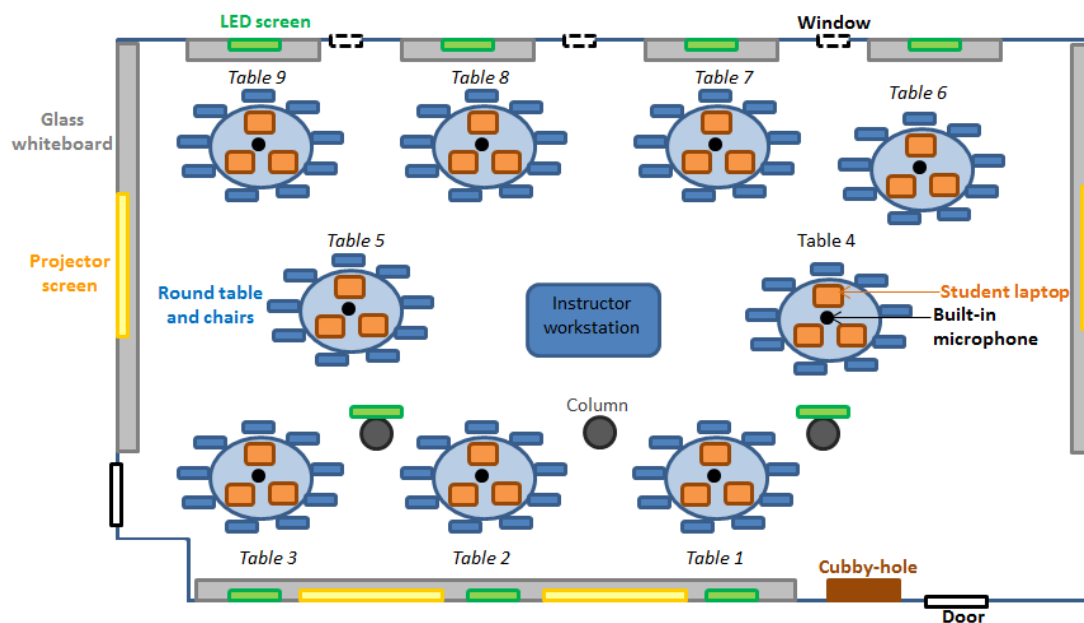 LED screen
Window
Table 9
Table 8
Table 7
Table 6
Glass
whiteboard
Projector
screen
Table 5
Table 4
Round table
and chairs
Instructor
workstation
Student laptop
Built-in
microphone
Column
Table 3
Table 2
Table 1
Cubby-hole
Door